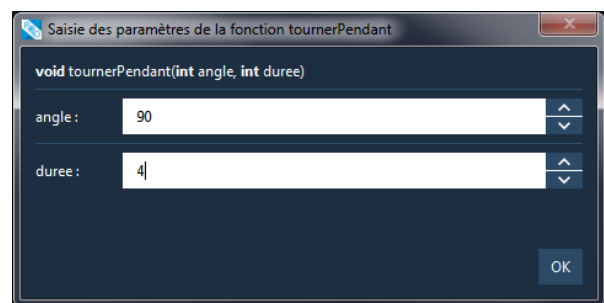 Saisie des paramètres de la fonction tournerPendant
void tournerPendant(int angle, int duree)
angle : 90
duree : 4
OK